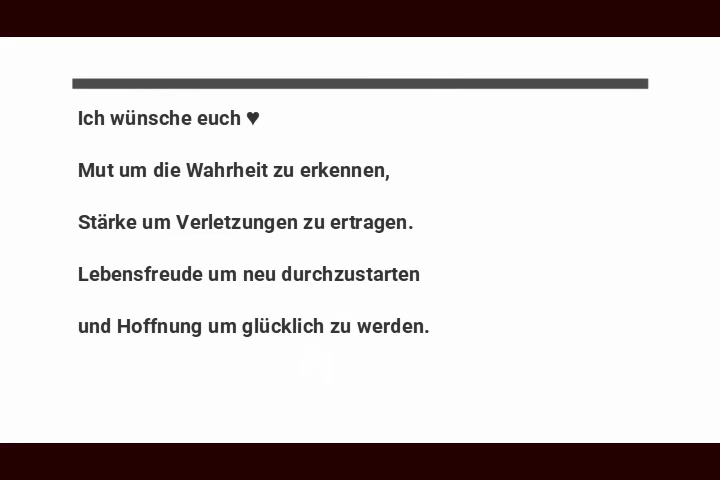 Ich wünsche euch ♥
Mut um die Wahrheit zu erkennen,
Stärke um Verletzungen zu ertragen.
Lebensfreude um neu durchzustarten
und Hoffnung um glücklich zu werden.